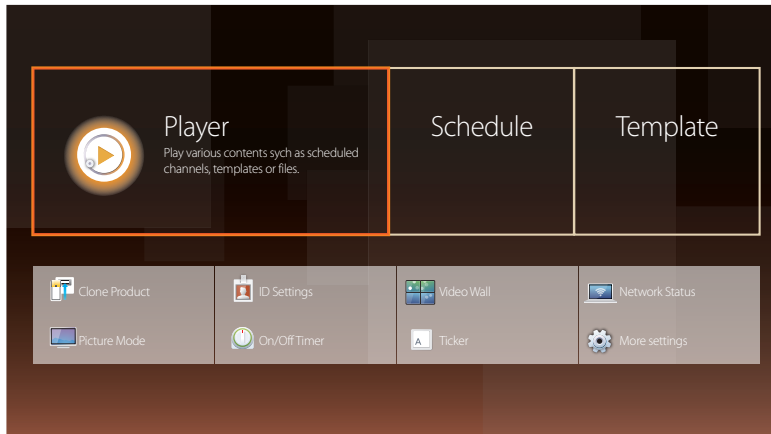 Player
Play various contents sych as scheduled
channels, templates or files.
Schedule
Template
Clone Product
ID Settings
Video Wall
Network Status
Picture Mode
On/Off Timer
A
Ticker
More settings